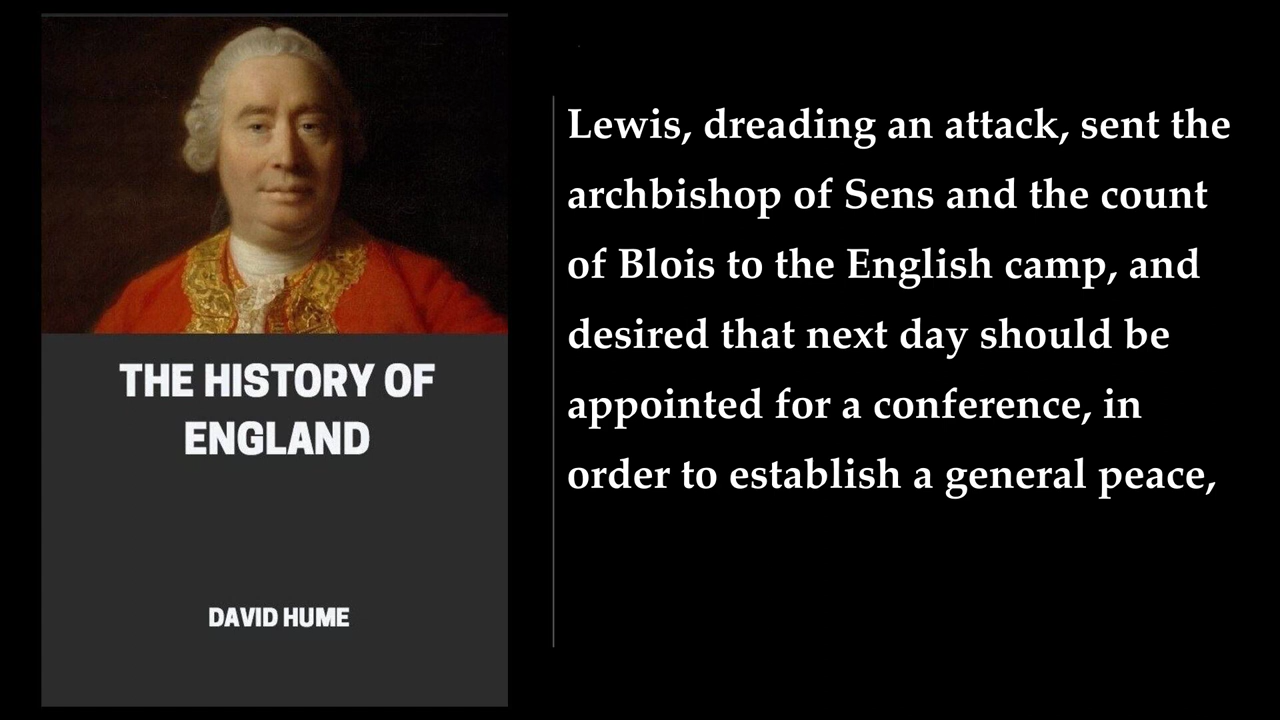 THE HISTORY OF
ENGLAND
DAVID HUME
Lewis, dreading an attack, sent the
archbishop of Sens and the count
of Blois to the English camp, and
desired that next day should be
appointed for a conference, in
order to establish a general peace,